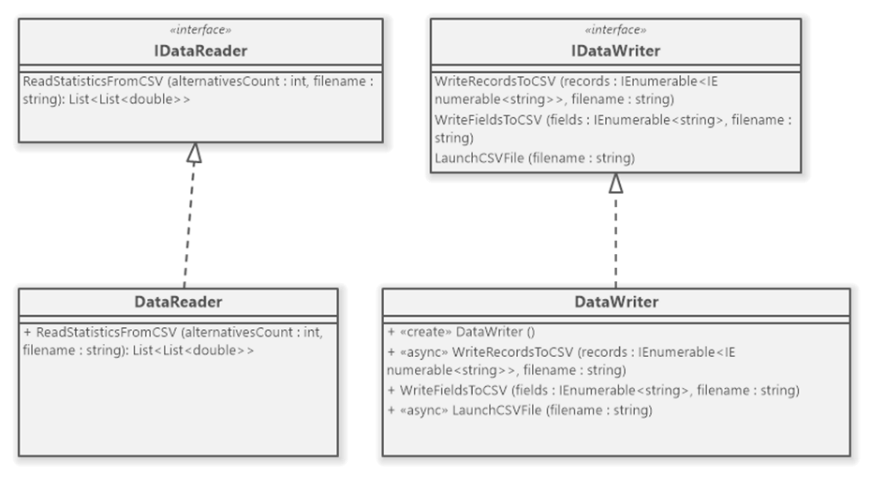 «interface»
IDataReader
ReadStatisticsFromCSV (alternativesCount : int, filename :
string): List<List<double>>
«interface»
IDataWriter
WriteRecordsToCSV (records : IEnumerable<IE
numerable<string>>, filename : string)
WriteFieldsToCSV (fields : IEnumerable<string>, filename :
string)
LaunchCSVFile (filename : string)
DataReader
+ ReadStatisticsFromCSV (alternativesCount : int,
filename : string): List<List<double>>
DataWriter
+ «create» DataWriter ()
+ «async» WriteRecordsToCSV (records : IEnumerable<IE
numerable<string>>, filename : string)
+ WriteFieldsToCSV (fields : IEnumerable<string>, filename : string)
+ «async» LaunchCSVFile (filename : string)